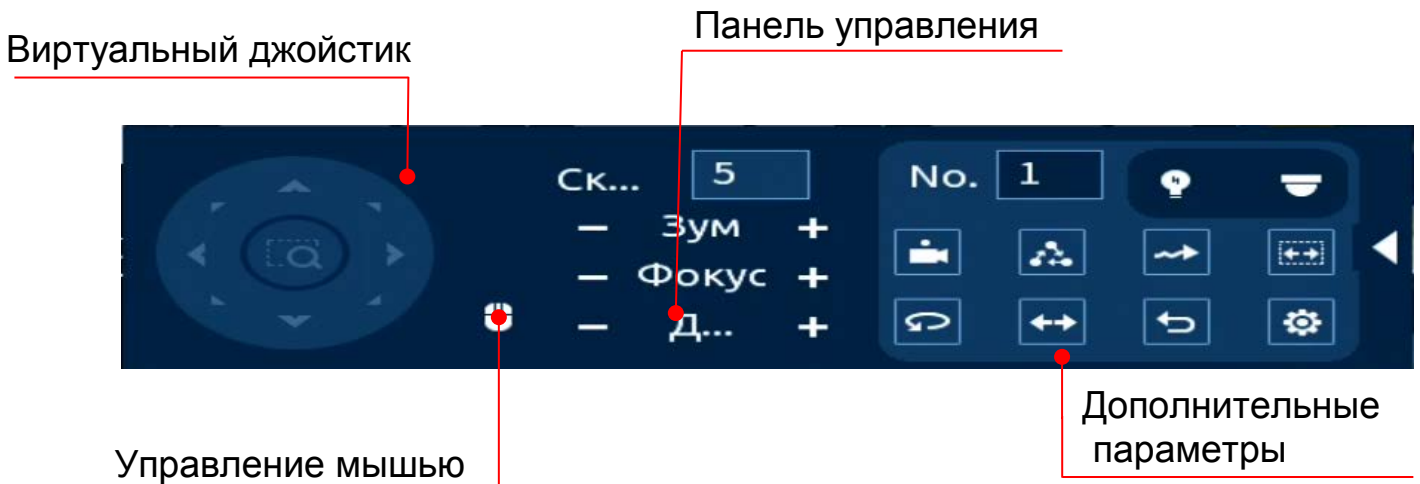 Панель управления
Виртуальный джойстик
Ск... 5
No. 1
− Зум +
− Фокус +
− Д... +
Дополнительные
параметры
Управление мышью